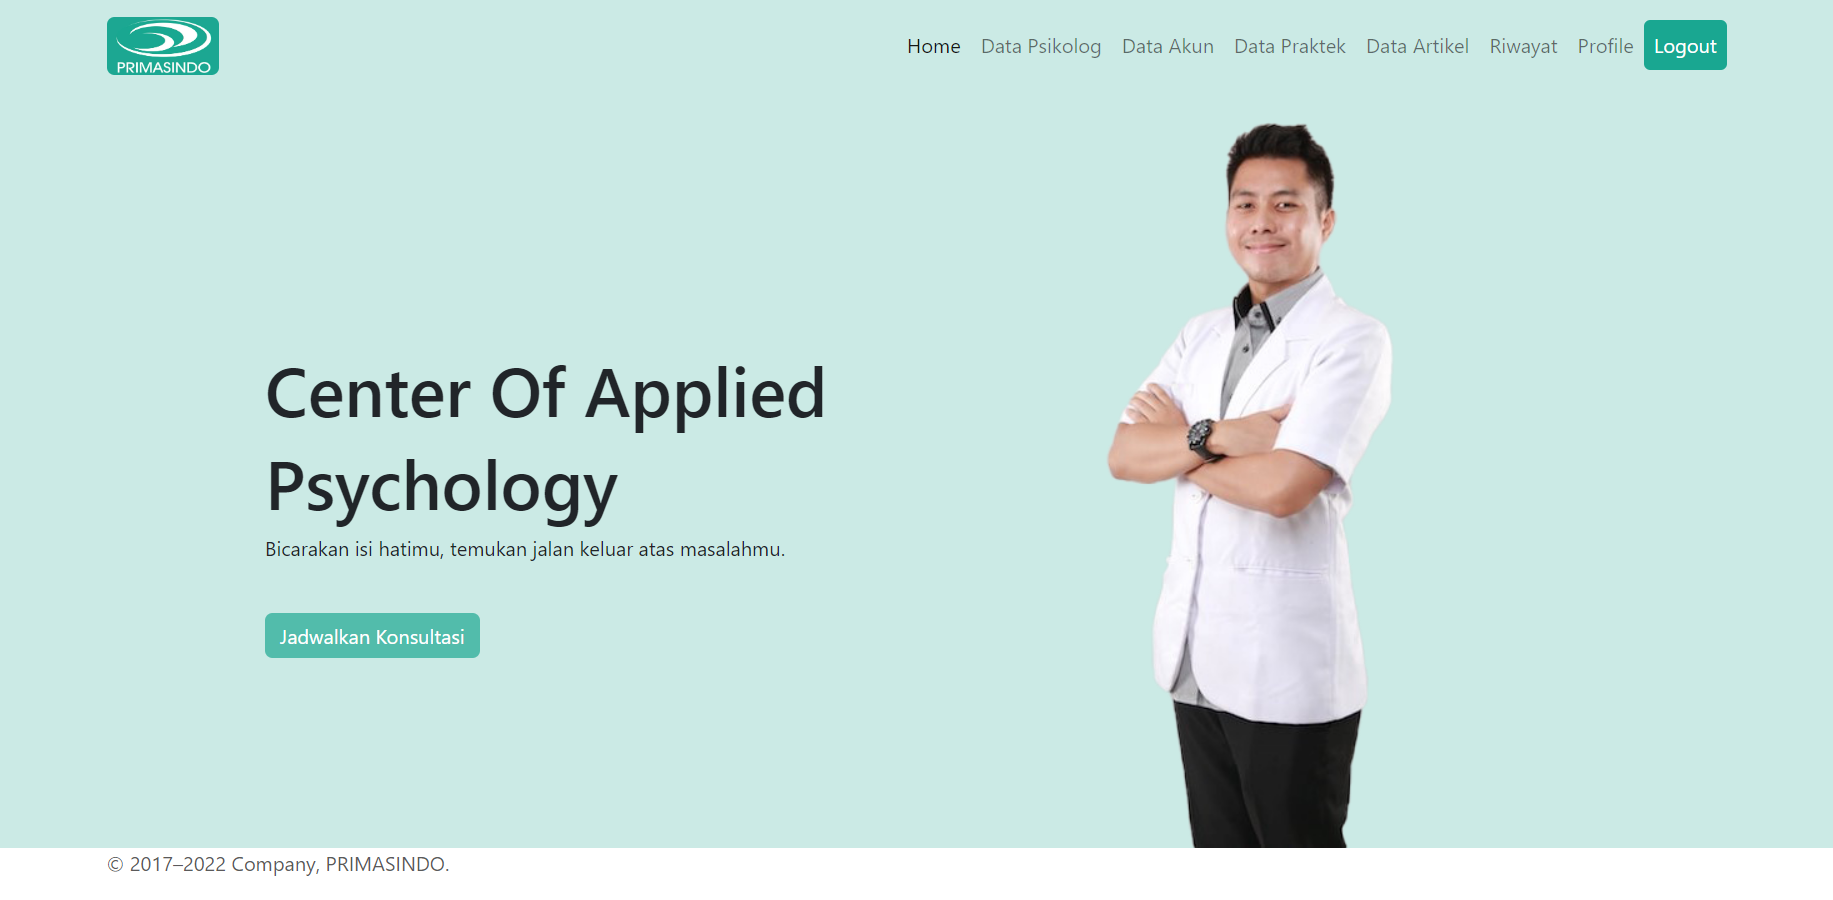 PRIMASINDO
Home Data Psikolog Data Akun Data Praktek Data Artikel Riwayat Profile Logout
Center Of Applied
Psychology
Bicarakan isi hatimu, temukan jalan keluar atas masalahmu.
Jadwalkan Konsultasi
© 2017–2022 Company, PRIMASINDO.